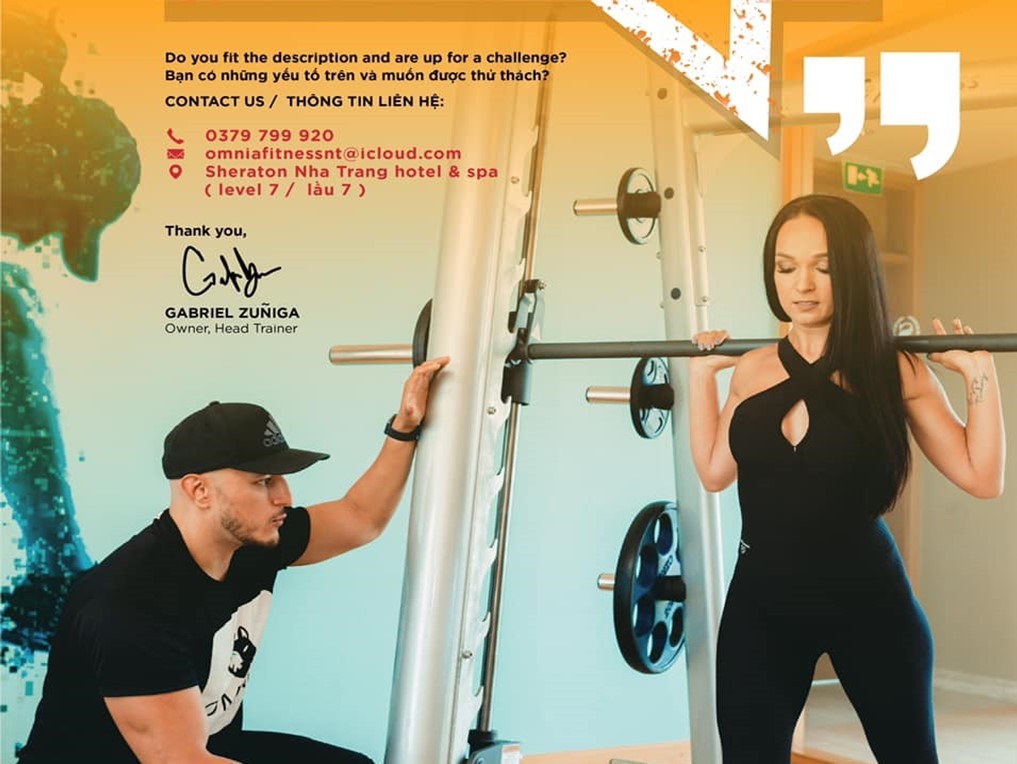 Do you fit the description and are up for a challenge?
Bạn có những yếu tố trên và muốn được thử thách?
CONTACT US / THÔNG TIN LIÊN HỆ:
0379 799 920
omniafitnessnt@icloud.com
Sheraton Nha Trang hotel & spa
( level 7 / lầu 7 )
Thank you,
GABRIEL ZUÑIGA
Owner, Head Trainer
adidas